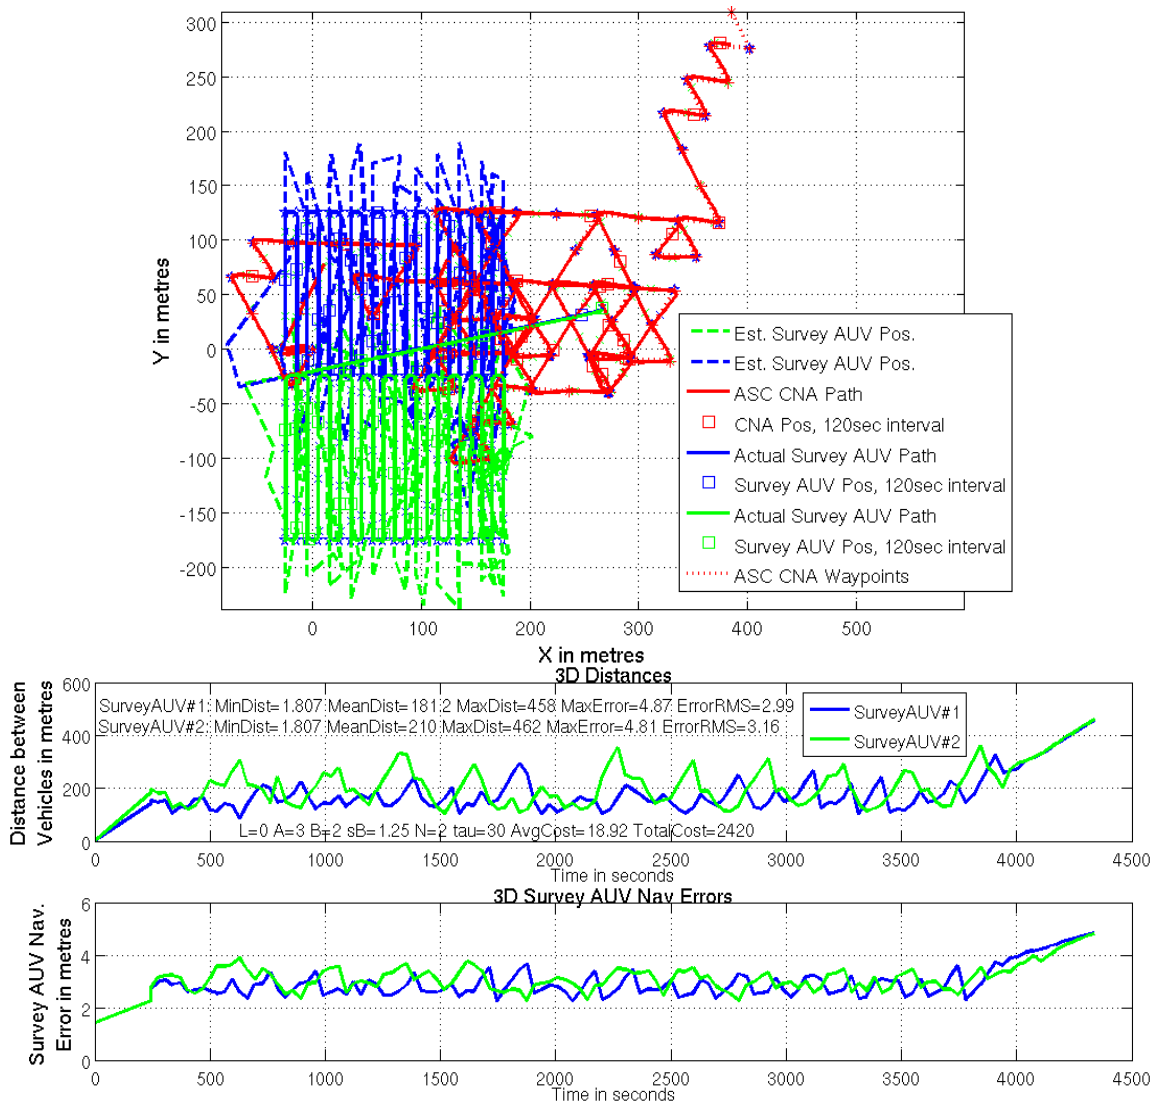 300
250
200
150
100
50
0
-50
-100
-150
-200
Y in metres
0
100
200
300
400
500
X in metres
Est. Survey AUV Pos.
Est. Survey AUV Pos.
ASC CNA Path
CNA Pos, 120sec interval
Actual Survey AUV Path
Survey AUV Pos, 120sec interval
Actual Survey AUV Path
Survey AUV Pos, 120sec interval
ASC CNA Waypoints
3D Distances
Distance between
Vehicles in metres
600
400
200
0
SurveyAUV#1: MinDist=1.807 MeanDist=181.2 MaxDist=458 MaxError=4.87 ErrorRMS=2.99
SurveyAUV#2: MinDist=1.807 MeanDist=210 MaxDist=462 MaxError=4.81 ErrorRMS=3.16
SurveyAUV#1
SurveyAUV#2
L=0 A=3 B=2 sB=1.25 N=2 tau=30 AvgCost=18.92 TotalCost=2420
0
500
1000
1500
2000
2500
3000
3500
4000
4500
Time in seconds
3D Survey AUV Nav Errors
Survey AUV Nav.
Error in metres
6
4
2
0
0
500
1000
1500
2000
2500
3000
3500
4000
4500
Time in seconds